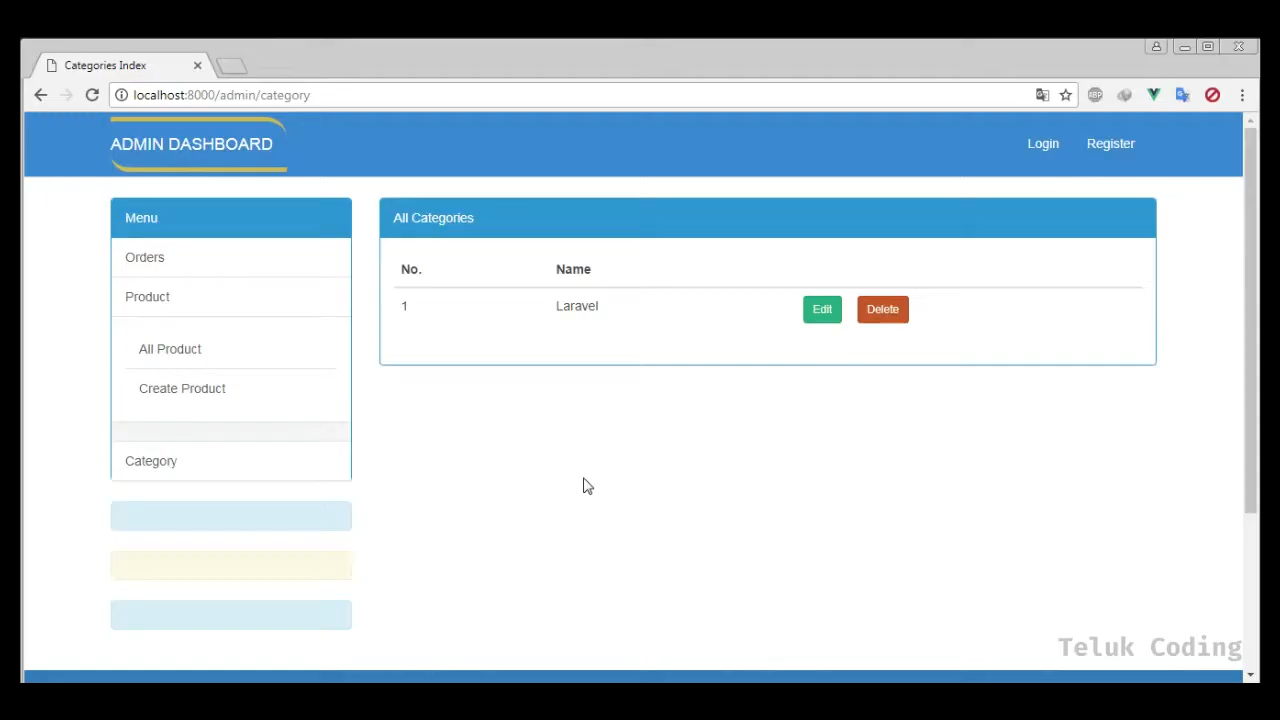 Categories Index
localhost:8000/admin/category
ADMIN DASHBOARD
Login
Register
Menu
Orders
Product
All Product
Create Product
Category
All Categories
No. Name
1 Laravel Edit Delete
Teluk Coding